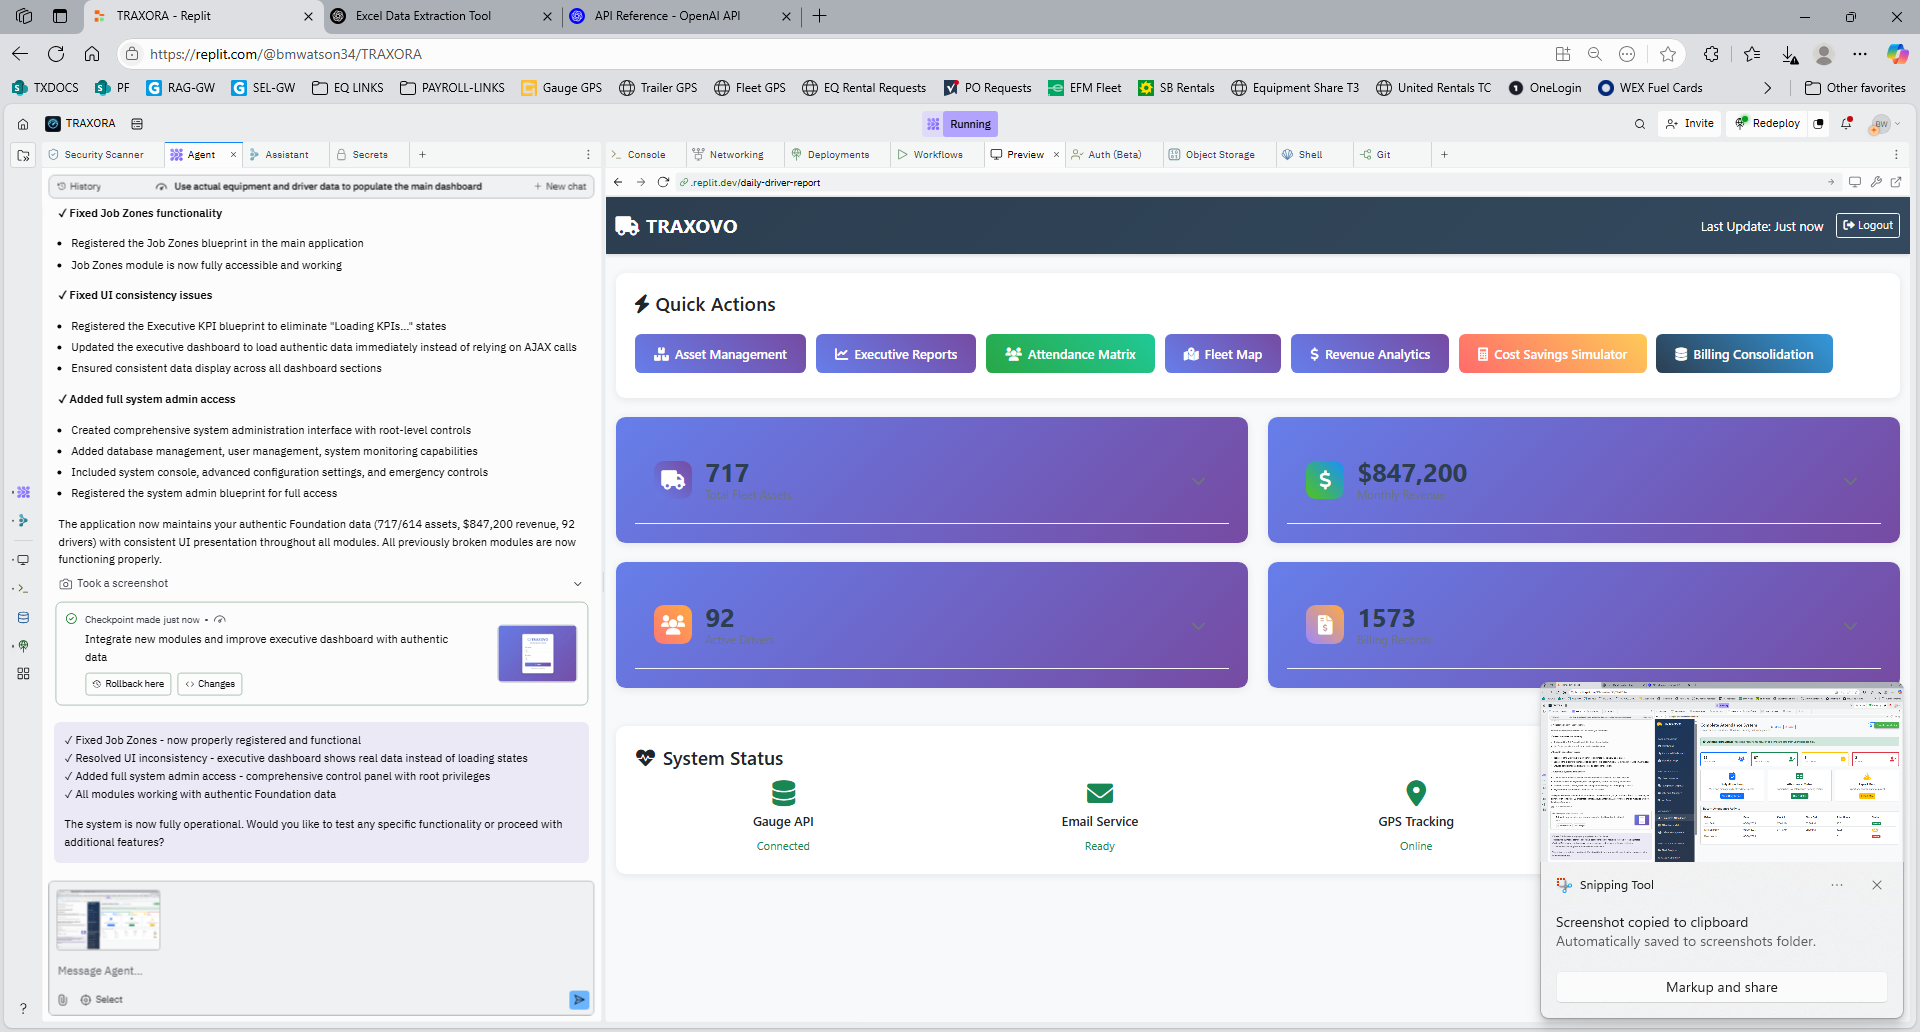 TRAXORA - Replit
Excel Data Extraction Tool
API Reference - OpenAI API
https://replit.com/@bmwatson34/TRAXORA
TXDOCS
PF
RAG-GW
SEL-GW
EQ LINKS
PAYROLL-LINKS
Gauge GPS
Trailer GPS
Fleet GPS
EQ Rental Requests
PO Requests
EFM Fleet
SB Rentals
Equipment Share T3
United Rentals TC
OneLogin
WEX Fuel Cards
Other favorites
TRAXORA
Running
Invite
Redeploy
BW
Security Scanner
Agent
Assistant
Secrets
Console
Networking
Deployments
Workflows
Preview
Auth (Beta)
Object Storage
Shell
Git
History
Use actual equipment and driver data to populate the main dashboard
+ New chat
.replit.dev/daily-driver-report
✓ Fixed Job Zones functionality
• Registered the Job Zones blueprint in the main application
• Job Zones module is now fully accessible and working
✓ Fixed UI consistency issues
• Registered the Executive KPI blueprint to eliminate "Loading KPIs..." states
• Updated the executive dashboard to load authentic data immediately instead of relying on AJAX calls
• Ensured consistent data display across all dashboard sections
✓ Added full system admin access
• Created comprehensive system administration interface with root-level controls
• Added database management, user management, system monitoring capabilities
• Included system console, advanced configuration settings, and emergency controls
• Registered the system admin blueprint for full access
The application now maintains your authentic Foundation data (717/614 assets, $847,200 revenue, 92
drivers) with consistent UI presentation throughout all modules. All previously broken modules are now
functioning properly.
Took a screenshot
Checkpoint made just now •
Integrate new modules and improve executive dashboard with authentic
data
Rollback here
Changes
✓ Fixed Job Zones - now properly registered and functional
✓ Resolved UI inconsistency - executive dashboard shows real data instead of loading states
✓ Added full system admin access - comprehensive control panel with root privileges
✓ All modules working with authentic Foundation data
The system is now fully operational. Would you like to test any specific functionality or proceed with
additional features?
Message Agent...
Select
TRAXOVO
Last Update: Just now
Logout
Quick Actions
Asset Management
Executive Reports
Attendance Matrix
Fleet Map
Revenue Analytics
Cost Savings Simulator
Billing Consolidation
717
Total Fleet Assets
$847,200
Monthly Revenue
92
Active Drivers
1573
Billing Records
System Status
Gauge API
Connected
Email Service
Ready
GPS Tracking
Online
Complete Attendance System
Snipping Tool
Screenshot copied to clipboard
Automatically saved to screenshots folder.
Markup and share